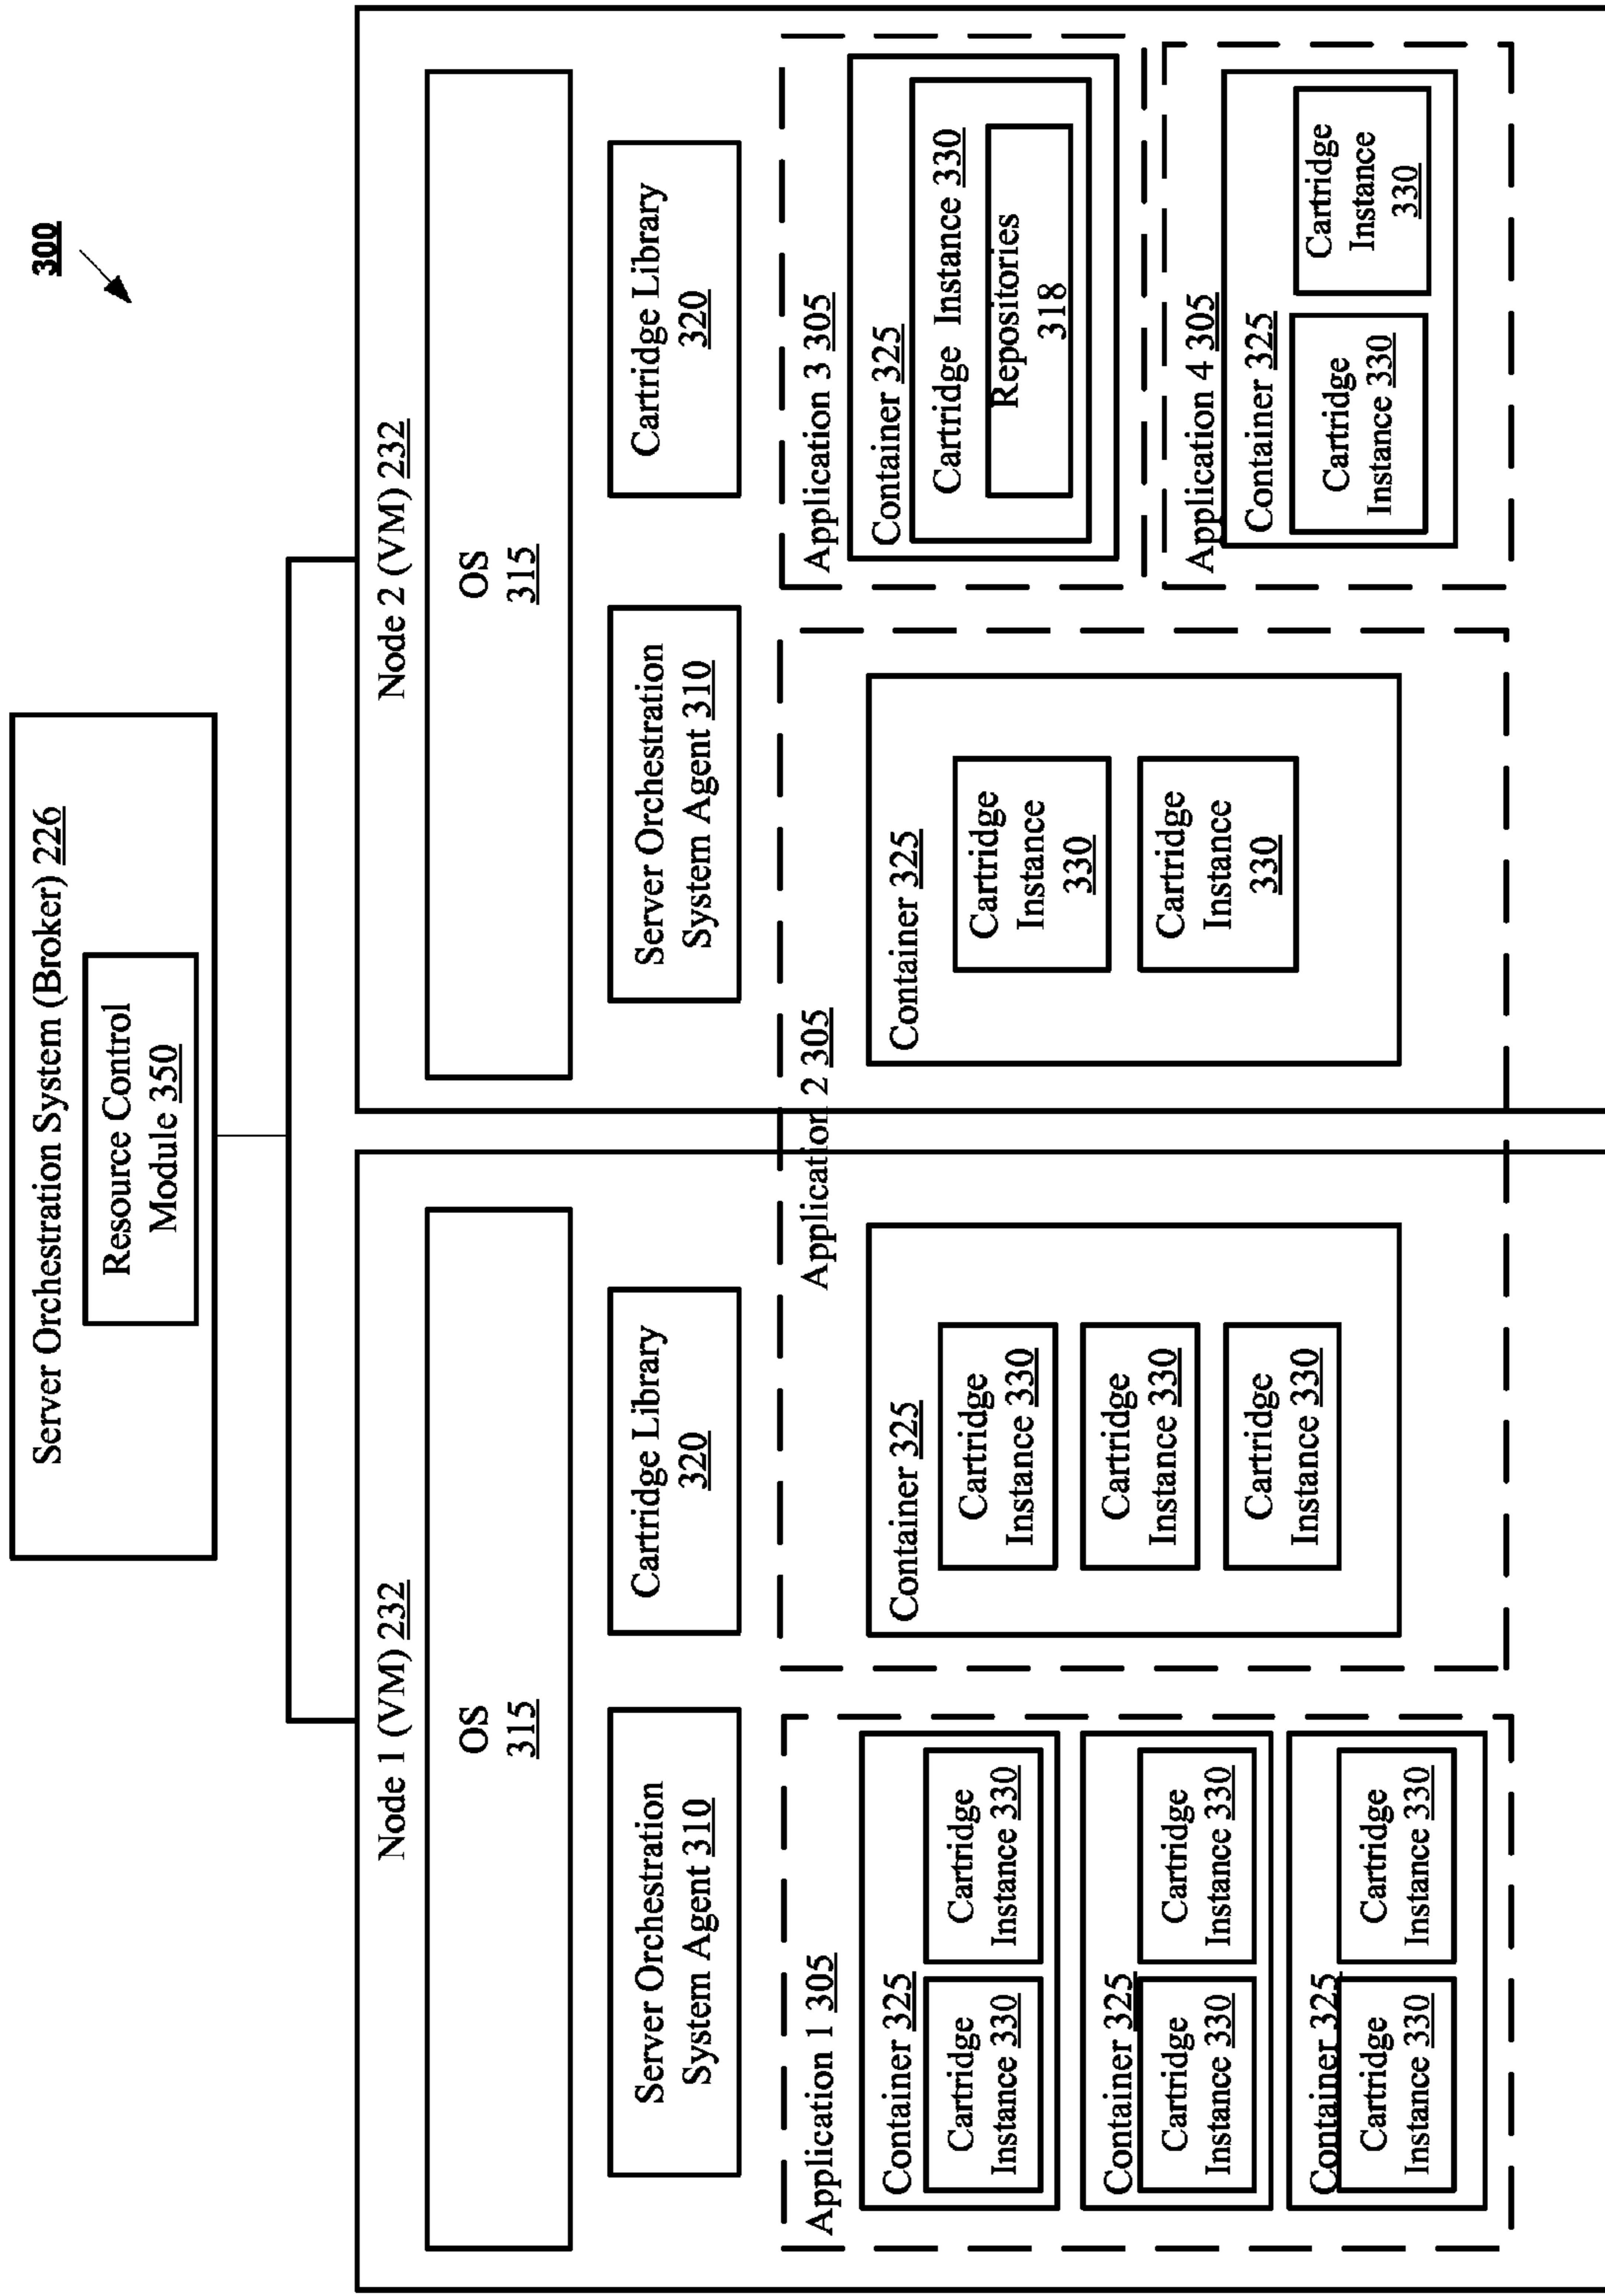 300
Server Orchestration System (Broker) 226
Resource Control
Module 350
Node 1 (VM) 232
OS
315
Server Orchestration
System Agent 310
Cartridge Library
320
Application 1 305
Container 325
Cartridge
Instance 330
Cartridge
Instance 330
Container 325
Cartridge
Instance 330
Cartridge
Instance 330
Container 325
Cartridge
Instance 330
Cartridge
Instance 330
Application 2 305
Container 325
Cartridge
Instance 330
Cartridge
Instance 330
Cartridge
Instance 330
Node 2 (VM) 232
OS
315
Server Orchestration
System Agent 310
Cartridge Library
320
Container 325
Cartridge
Instance
330
Cartridge
Instance
330
Application 3 305
Container 325
Cartridge Instance 330
Repositories
318
Application 4 305
Container 325
Cartridge
Instance 330
Cartridge
Instance
330